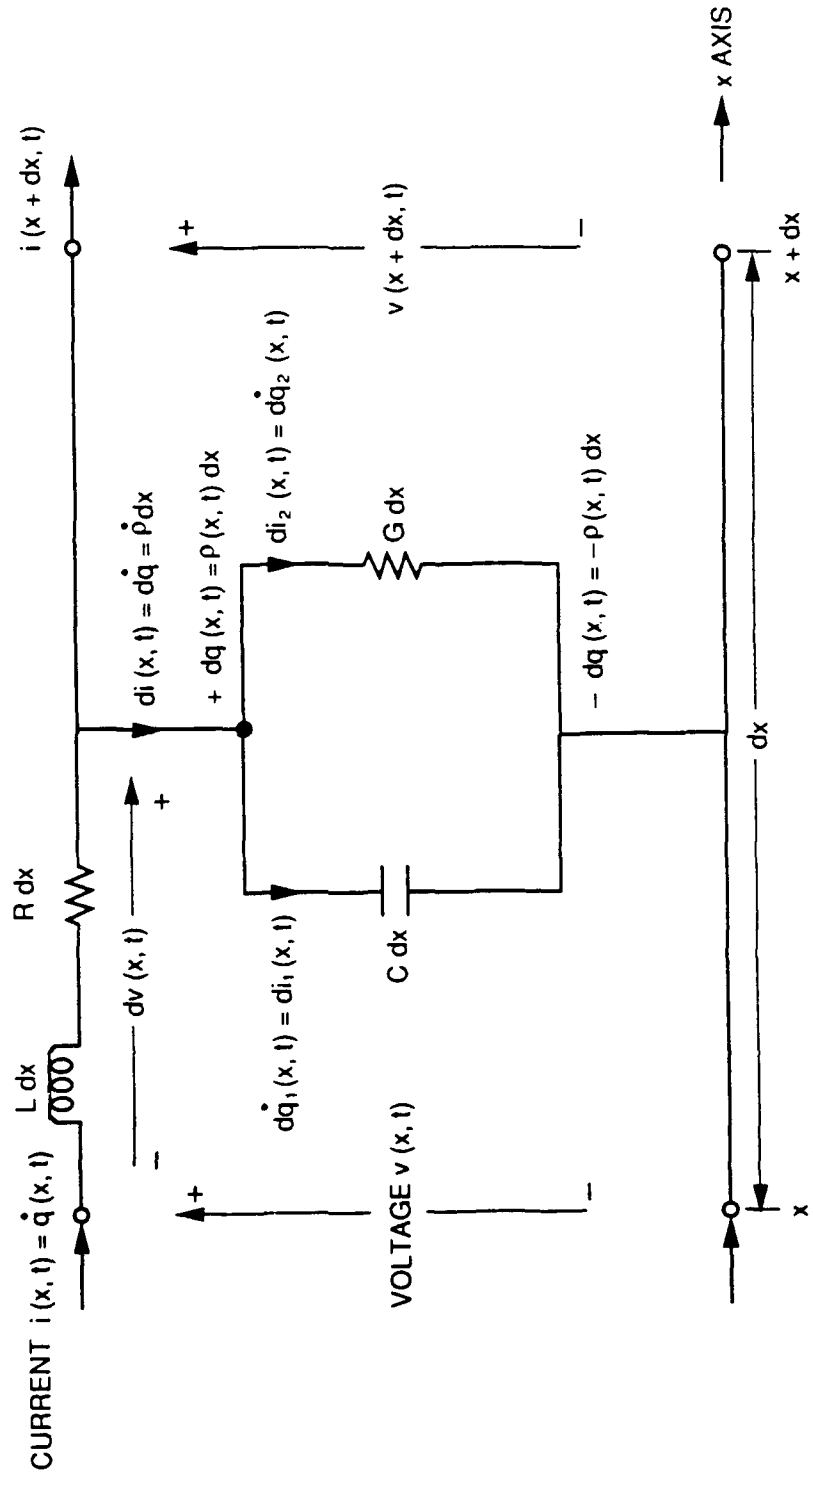 CURRENT i (x, t) = q̇ (x, t)
L dx
R dx
i (x + dx, t)
− dv (x, t) +
di (x, t) = dq̇ = ρ̇dx
+ dq (x, t) = ρ (x, t) dx
dq̇₁ (x, t) = di₁ (x, t)
di₂ (x, t) = dq̇₂ (x, t)
+
+
VOLTAGE v (x, t)
C dx
G dx
v (x + dx, t)
−
−
− dq (x, t) = −ρ (x, t) dx
x AXIS
dx
x
x + dx